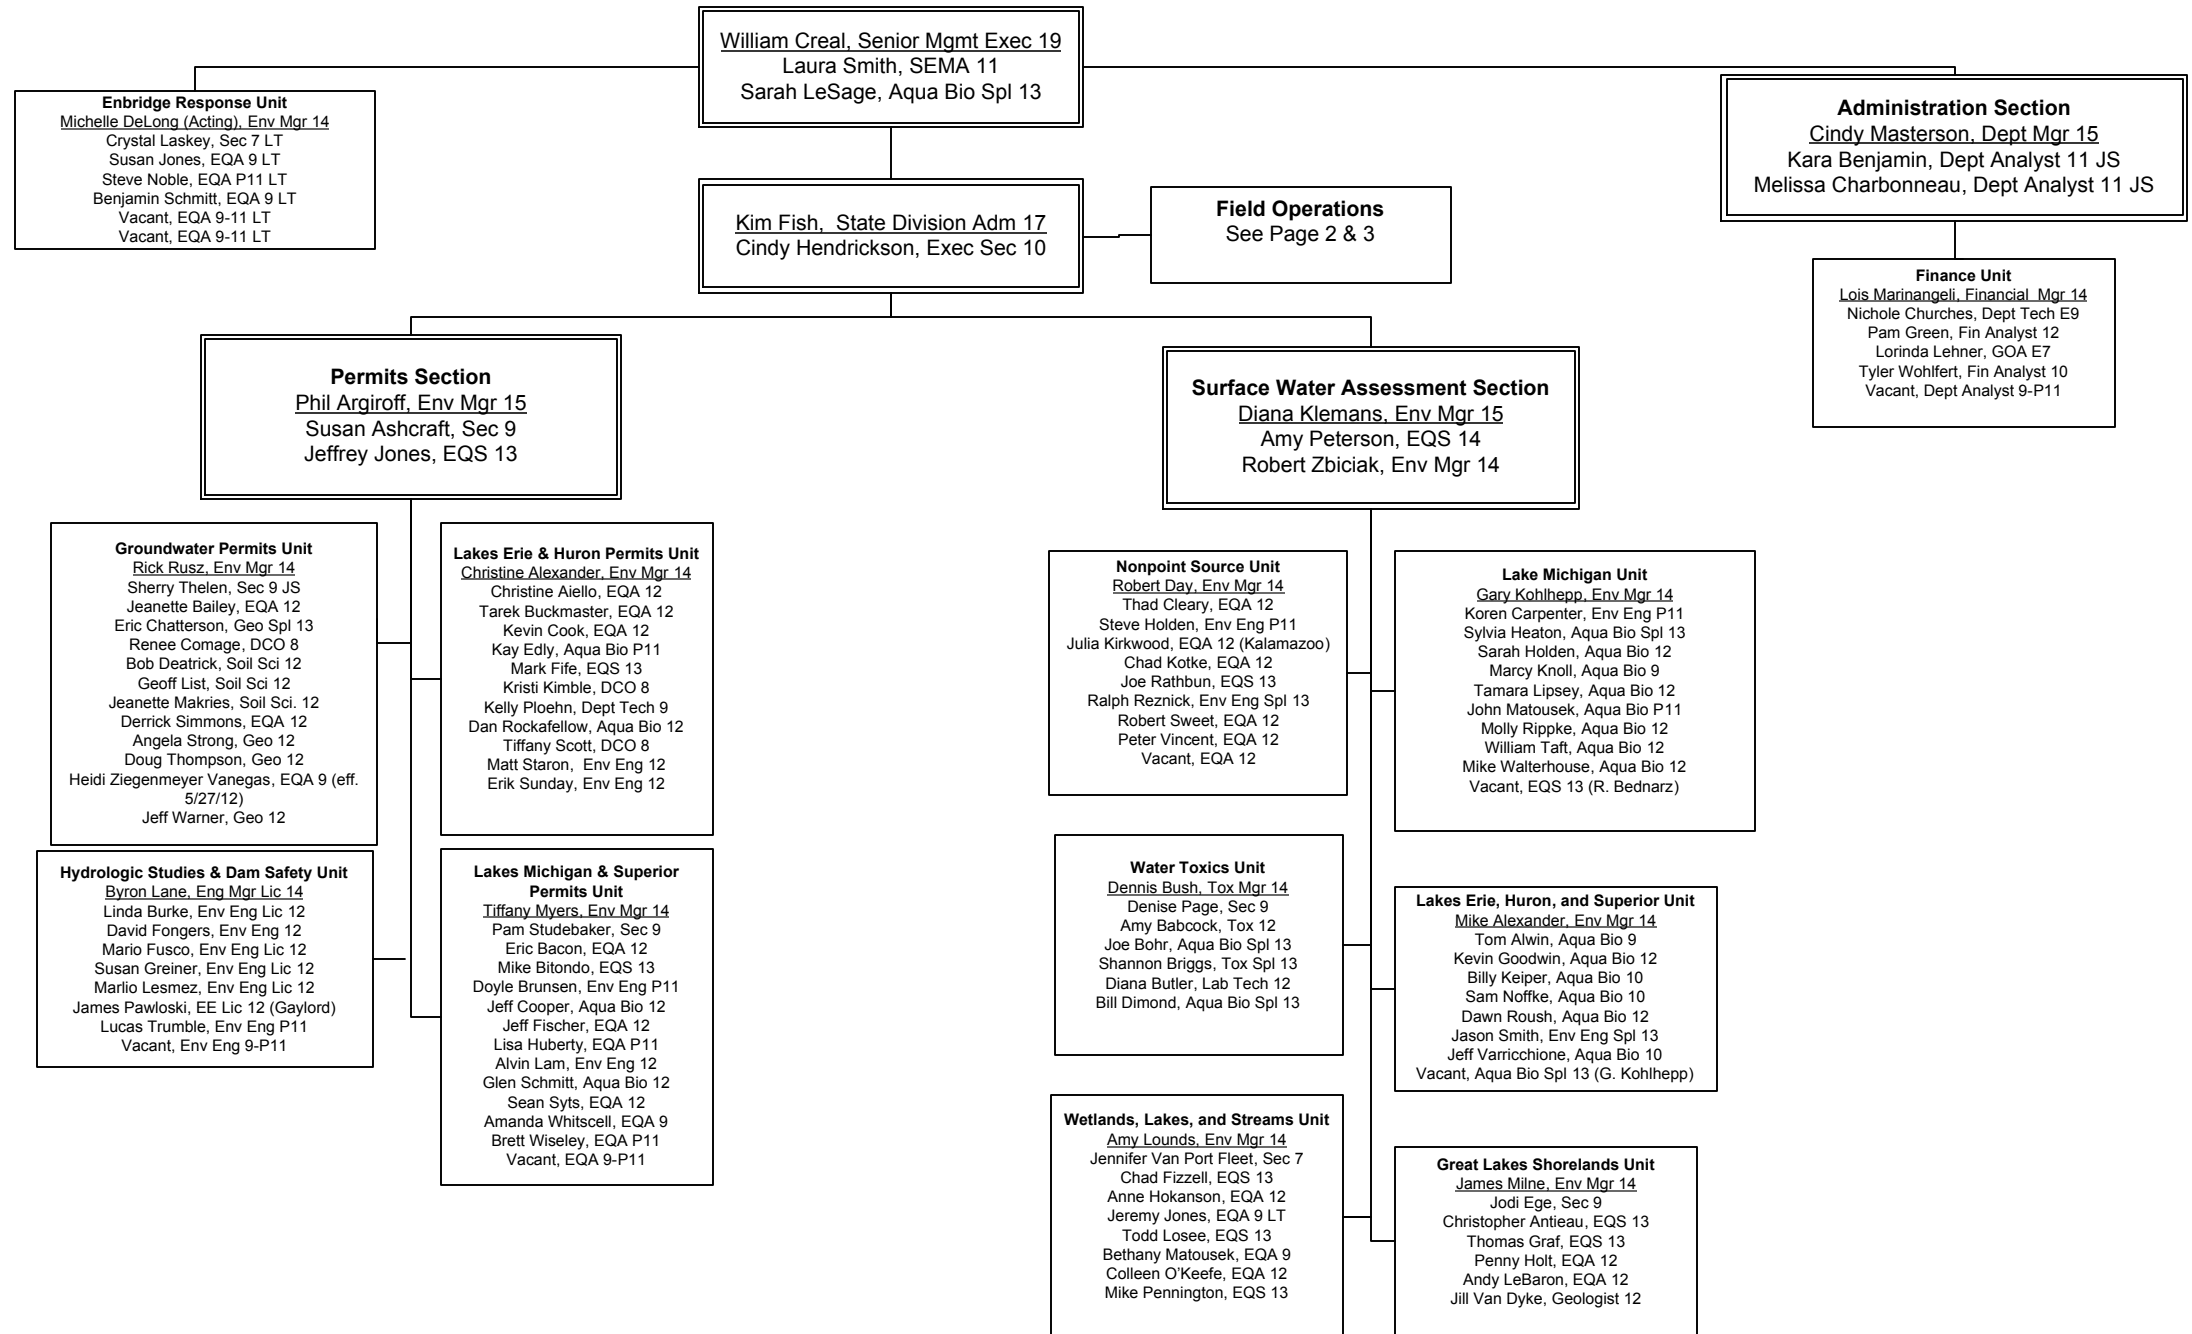 William Creal, Senior Mgmt Exec 19
Laura Smith, SEMA 11
Sarah LeSage, Aqua Bio Spl 13
Enbridge Response Unit
Michelle DeLong (Acting), Env Mgr 14
Crystal Laskey, Sec 7 LT
Susan Jones, EQA 9 LT
Steve Noble, EQA P11 LT
Benjamin Schmitt, EQA 9 LT
Vacant, EQA 9-11 LT
Vacant, EQA 9-11 LT
Administration Section
Cindy Masterson, Dept Mgr 15
Kara Benjamin, Dept Analyst 11 JS
Melissa Charbonneau, Dept Analyst 11 JS
Kim Fish,  State Division Adm 17
Cindy Hendrickson, Exec Sec 10
Field Operations
See Page 2 & 3
Finance Unit
Lois Marinangeli, Financial  Mgr 14
Nichole Churches, Dept Tech E9
Pam Green, Fin Analyst 12
Lorinda Lehner, GOA E7
Tyler Wohlfert, Fin Analyst 10
Vacant, Dept Analyst 9-P11
Permits Section
Phil Argiroff, Env Mgr 15
Susan Ashcraft, Sec 9
Jeffrey Jones, EQS 13
Surface Water Assessment Section
Diana Klemans, Env Mgr 15
Amy Peterson, EQS 14
Robert Zbiciak, Env Mgr 14
Groundwater Permits Unit
Rick Rusz, Env Mgr 14
Sherry Thelen, Sec 9 JS
Jeanette Bailey, EQA 12
Eric Chatterson, Geo Spl 13
Renee Comage, DCO 8
Bob Deatrick, Soil Sci 12
Geoff List, Soil Sci 12
Jeanette Makries, Soil Sci. 12
Derrick Simmons, EQA 12
Angela Strong, Geo 12
Doug Thompson, Geo 12
Heidi Ziegenmeyer Vanegas, EQA 9 (eff.
5/27/12)
Jeff Warner, Geo 12
Lakes Erie & Huron Permits Unit
Christine Alexander, Env Mgr 14
Christine Aiello, EQA 12
Tarek Buckmaster, EQA 12
Kevin Cook, EQA 12
Kay Edly, Aqua Bio P11
Mark Fife, EQS 13
Kristi Kimble, DCO 8
Kelly Ploehn, Dept Tech 9
Dan Rockafellow, Aqua Bio 12
Tiffany Scott, DCO 8
Matt Staron,  Env Eng 12
Erik Sunday, Env Eng 12
Nonpoint Source Unit
Robert Day, Env Mgr 14
Thad Cleary, EQA 12
Steve Holden, Env Eng P11
Julia Kirkwood, EQA 12 (Kalamazoo)
Chad Kotke, EQA 12
Joe Rathbun, EQS 13
Ralph Reznick, Env Eng Spl 13
Robert Sweet, EQA 12
Peter Vincent, EQA 12
Vacant, EQA 12
Lake Michigan Unit
Gary Kohlhepp, Env Mgr 14
Koren Carpenter, Env Eng P11
Sylvia Heaton, Aqua Bio Spl 13
Sarah Holden, Aqua Bio 12
Marcy Knoll, Aqua Bio 9
Tamara Lipsey, Aqua Bio 12
John Matousek, Aqua Bio P11
Molly Rippke, Aqua Bio 12
William Taft, Aqua Bio 12
Mike Walterhouse, Aqua Bio 12
Vacant, EQS 13 (R. Bednarz)
Hydrologic Studies & Dam Safety Unit
Byron Lane, Eng Mgr Lic 14
Linda Burke, Env Eng Lic 12
David Fongers, Env Eng 12
Mario Fusco, Env Eng Lic 12
Susan Greiner, Env Eng Lic 12
Marlio Lesmez, Env Eng Lic 12
James Pawloski, EE Lic 12 (Gaylord)
Lucas Trumble, Env Eng P11
Vacant, Env Eng 9-P11
Lakes Michigan & Superior
Permits Unit
Tiffany Myers, Env Mgr 14
Pam Studebaker, Sec 9
Eric Bacon, EQA 12
Mike Bitondo, EQS 13
Doyle Brunsen, Env Eng P11
Jeff Cooper, Aqua Bio 12
Jeff Fischer, EQA 12
Lisa Huberty, EQA P11
Alvin Lam, Env Eng 12
Glen Schmitt, Aqua Bio 12
Sean Syts, EQA 12
Amanda Whitscell, EQA 9
Brett Wiseley, EQA P11
Vacant, EQA 9-P11
Water Toxics Unit
Dennis Bush, Tox Mgr 14
Denise Page, Sec 9
Amy Babcock, Tox 12
Joe Bohr, Aqua Bio Spl 13
Shannon Briggs, Tox Spl 13
Diana Butler, Lab Tech 12
Bill Dimond, Aqua Bio Spl 13
Lakes Erie, Huron, and Superior Unit
Mike Alexander, Env Mgr 14
Tom Alwin, Aqua Bio 9
Kevin Goodwin, Aqua Bio 12
Billy Keiper, Aqua Bio 10
Sam Noffke, Aqua Bio 10
Dawn Roush, Aqua Bio 12
Jason Smith, Env Eng Spl 13
Jeff Varricchione, Aqua Bio 10
Vacant, Aqua Bio Spl 13 (G. Kohlhepp)
Wetlands, Lakes, and Streams Unit
Amy Lounds, Env Mgr 14
Jennifer Van Port Fleet, Sec 7
Chad Fizzell, EQS 13
Anne Hokanson, EQA 12
Jeremy Jones, EQA 9 LT
Todd Losee, EQS 13
Bethany Matousek, EQA 9
Colleen O’Keefe, EQA 12
Mike Pennington, EQS 13
Great Lakes Shorelands Unit
James Milne, Env Mgr 14
Jodi Ege, Sec 9
Christopher Antieau, EQS 13
Thomas Graf, EQS 13
Penny Holt, EQA 12
Andy LeBaron, EQA 12
Jill Van Dyke, Geologist 12